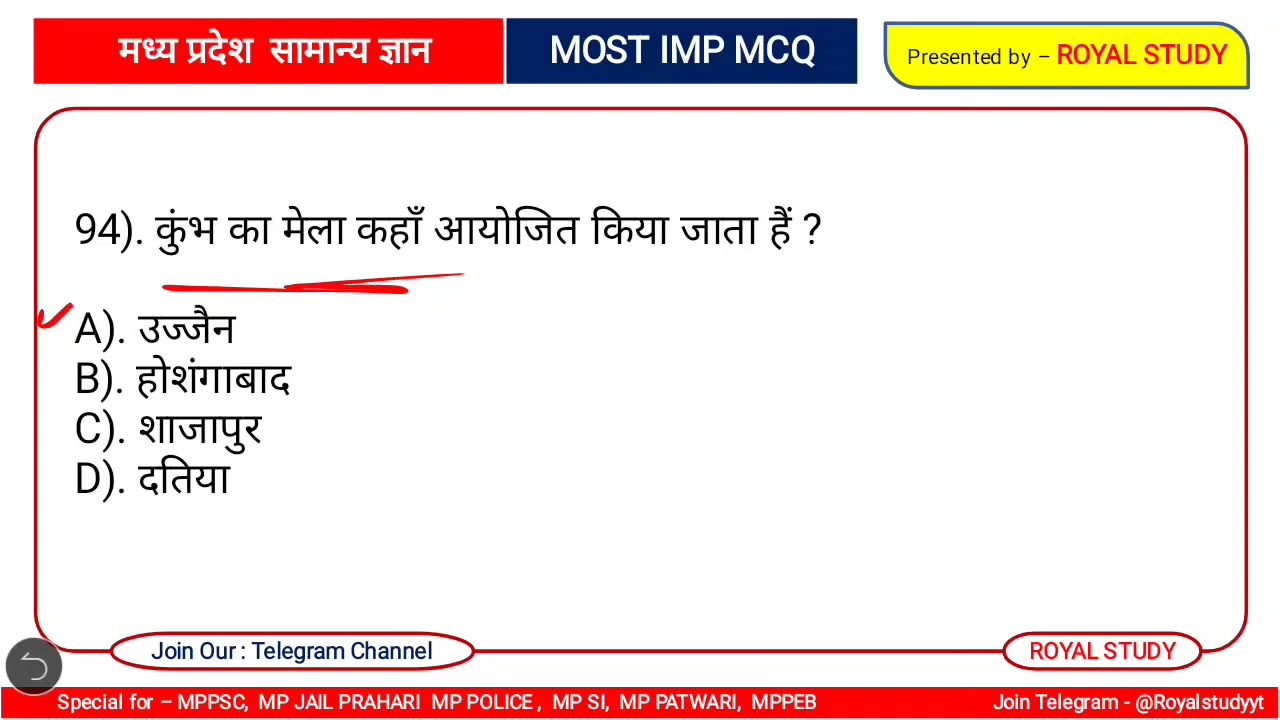 मध्य प्रदेश सामान्य ज्ञान
MOST IMP MCQ
Presented by – ROYAL STUDY
94). कुंभ का मेला कहाँ आयोजित किया जाता हैं ?
A). उज्जैन
B). होशंगाबाद
C). शाजापुर
D). दतिया
Join Our : Telegram Channel
ROYAL STUDY
Special for – MPPSC, MP JAIL PRAHARI MP POLICE , MP SI, MP PATWARI, MPPEB
Join Telegram - @Royalstudyyt